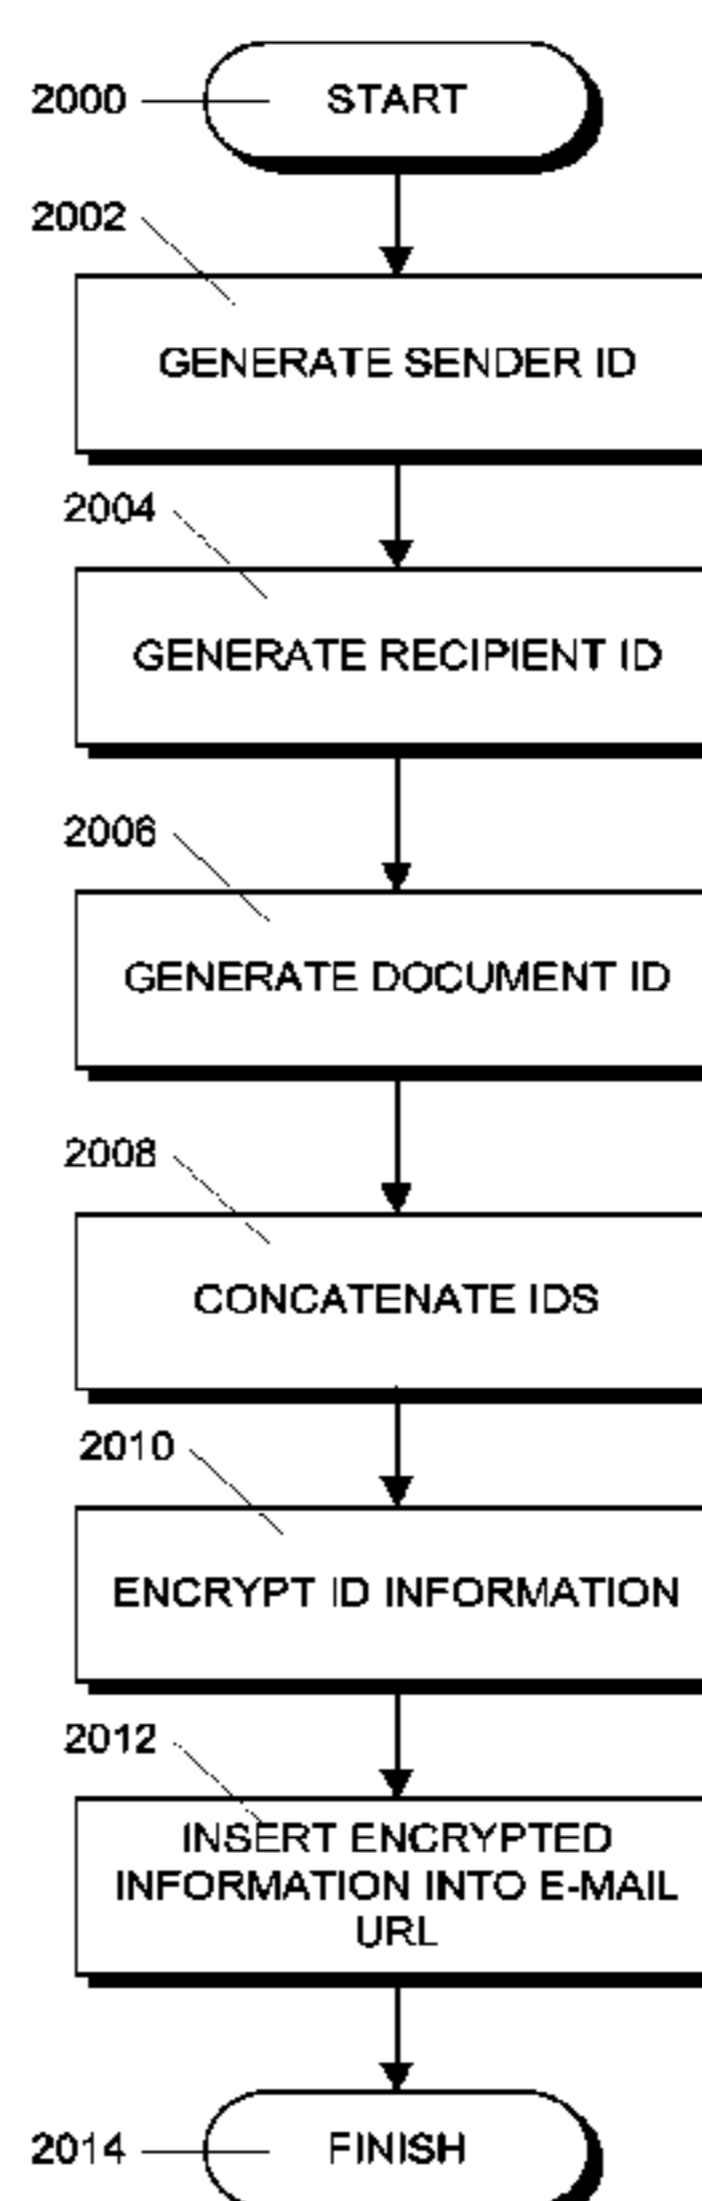 2000
START
2002
GENERATE SENDER ID
2004
GENERATE RECIPIENT ID
2006
GENERATE DOCUMENT ID
2008
CONCATENATE IDS
2010
ENCRYPT ID INFORMATION
2012
INSERT ENCRYPTED
INFORMATION INTO E-MAIL
URL
2014
FINISH